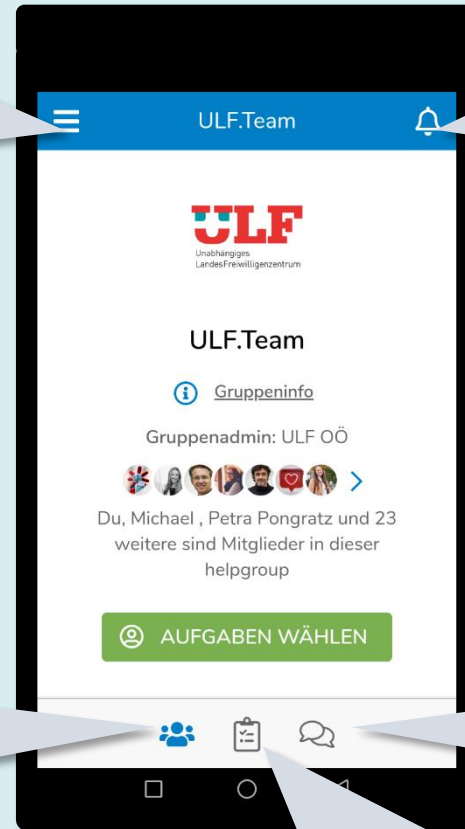 ULF.Team
ULF
Unabhängiges
LandesFreiwilligenzentrum
ULF.Team
Gruppeninfo
Gruppenadmin: ULF OÖ
Du, Michael , Petra Pongratz und 23
weitere sind Mitglieder in dieser
helpgroup
AUFGABEN WÄHLEN